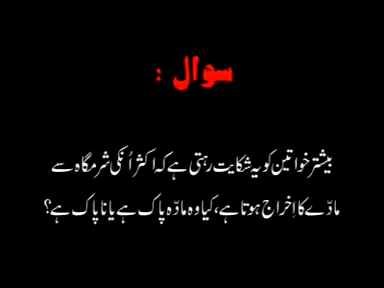 سوال :
بیشتر خواتین کو یہ شکایت رہتی ہے کہ اکثر اُنکی شرمگاہ سے
مادّے کا اِخراج ہوتا ہے، کیا وہ مادّہ پاک ہے یا ناپاک ہے؟